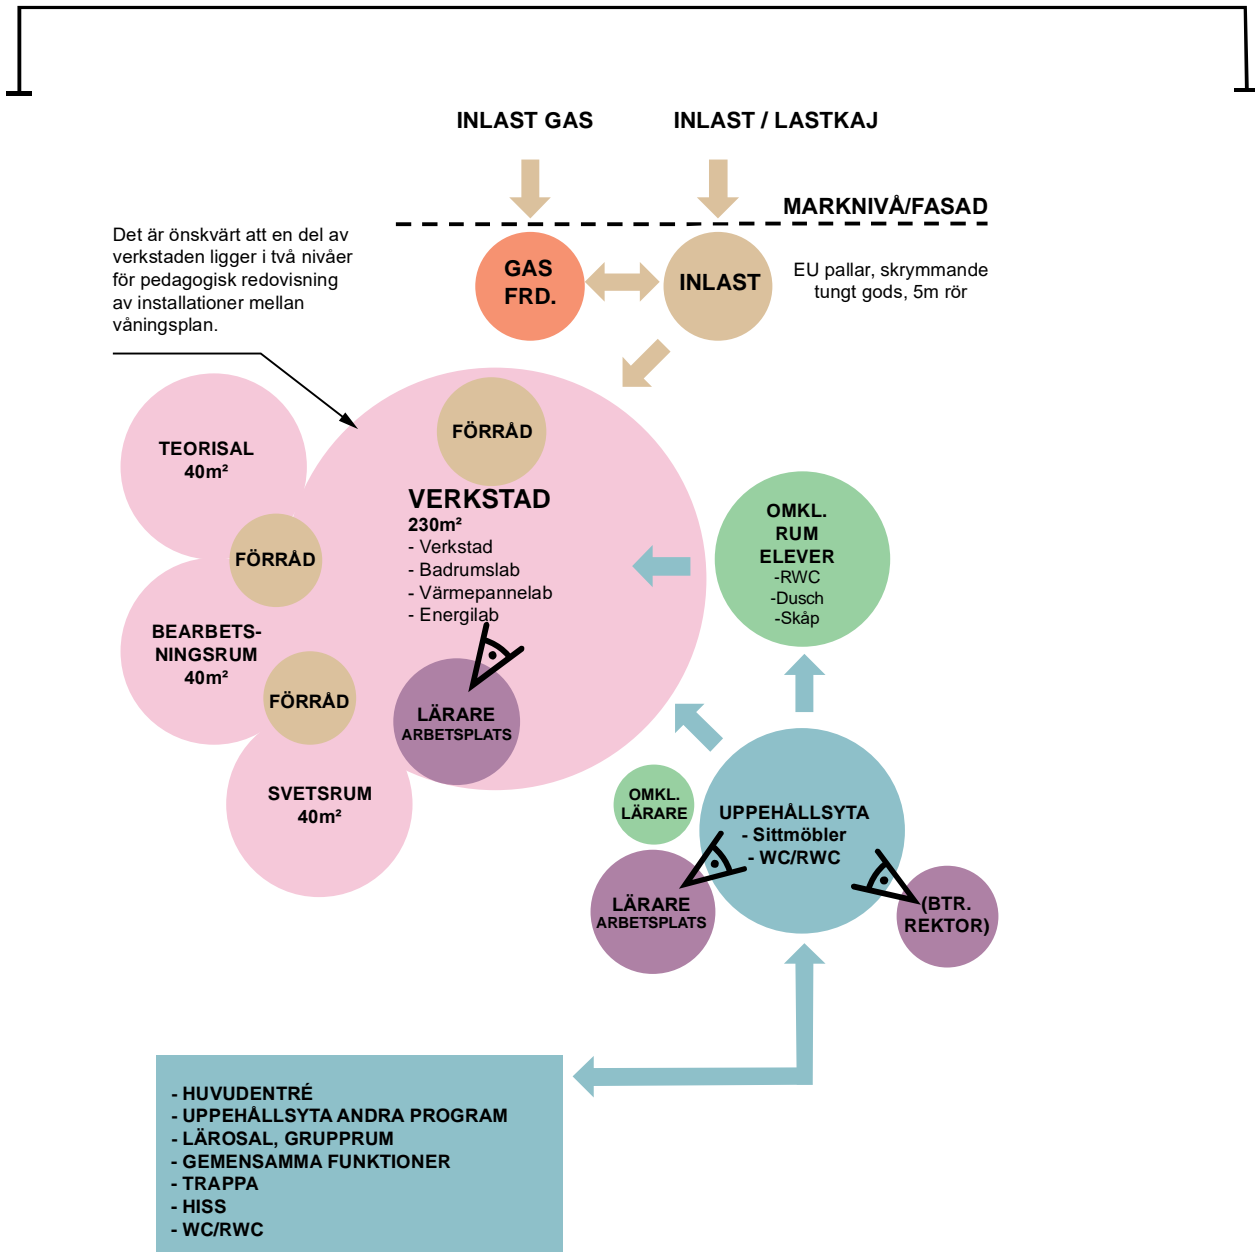 INLAST GAS
INLAST / LASTKAJ
MARKNIVÅ/FASAD
Det är önskvärt att en del av
verkstaden ligger i två nivåer
för pedagogisk redovisning
av installationer mellan
våningsplan.
GAS
FRD.
INLAST
EU pallar, skrymmande
tungt gods, 5m rör
FÖRRÅD
TEORISAL
40m²
VERKSTAD
230m²
- Verkstad
- Badrumslab
- Värmepannelab
- Energilab
OMKL.
RUM
ELEVER
-RWC
-Dusch
-Skåp
FÖRRÅD
BEARBETS-
NINGSRUM
40m²
FÖRRÅD
LÄRARE
ARBETSPLATS
SVETSRUM
40m²
OMKL.
LÄRARE
UPPEHÅLLSYTA
- Sittmöbler
- WC/RWC
LÄRARE
ARBETSPLATS
(BTR.
REKTOR)
- HUVUDENTRÉ
- UPPEHÅLLSYTA ANDRA PROGRAM
- LÄROSAL, GRUPPRUM
- GEMENSAMMA FUNKTIONER
- TRAPPA
- HISS
- WC/RWC